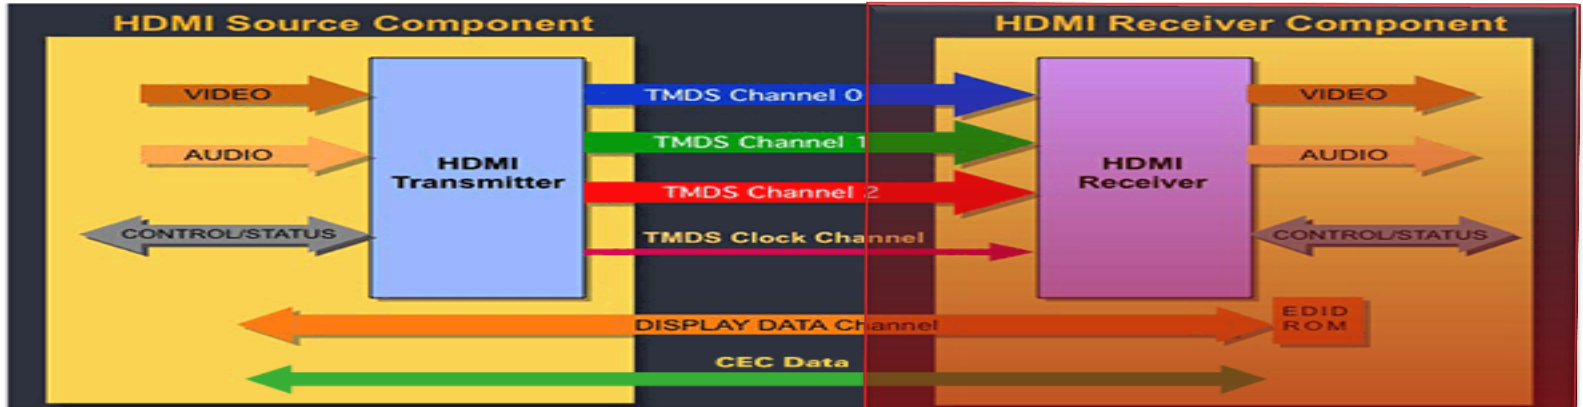 HDMI Source Component
HDMI Receiver Component
VIDEO
TMDS Channel 0
VIDEO
TMDS Channel 1
AUDIO
AUDIO
HDMI
Transmitter
HDMI
Receiver
TMDS Channel 2
CONTROL/STATUS
TMDS Clock Channel
CONTROL/STATUS
DISPLAY DATA Channel
EDID
ROM
CEC Data